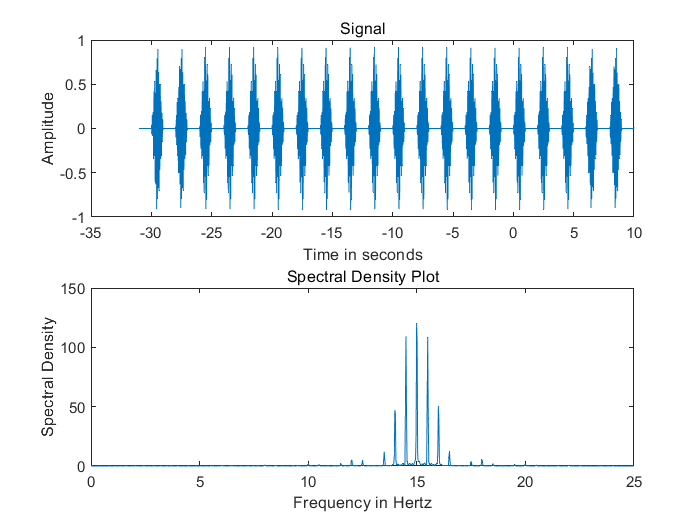 Signal
1
0.5
0
-0.5
-1
Amplitude
-35 -30 -25 -20 -15 -10 -5 0 5 10
Time in seconds
Spectral Density Plot
150
100
50
0
Spectral Density
0 5 10 15 20 25
Frequency in Hertz